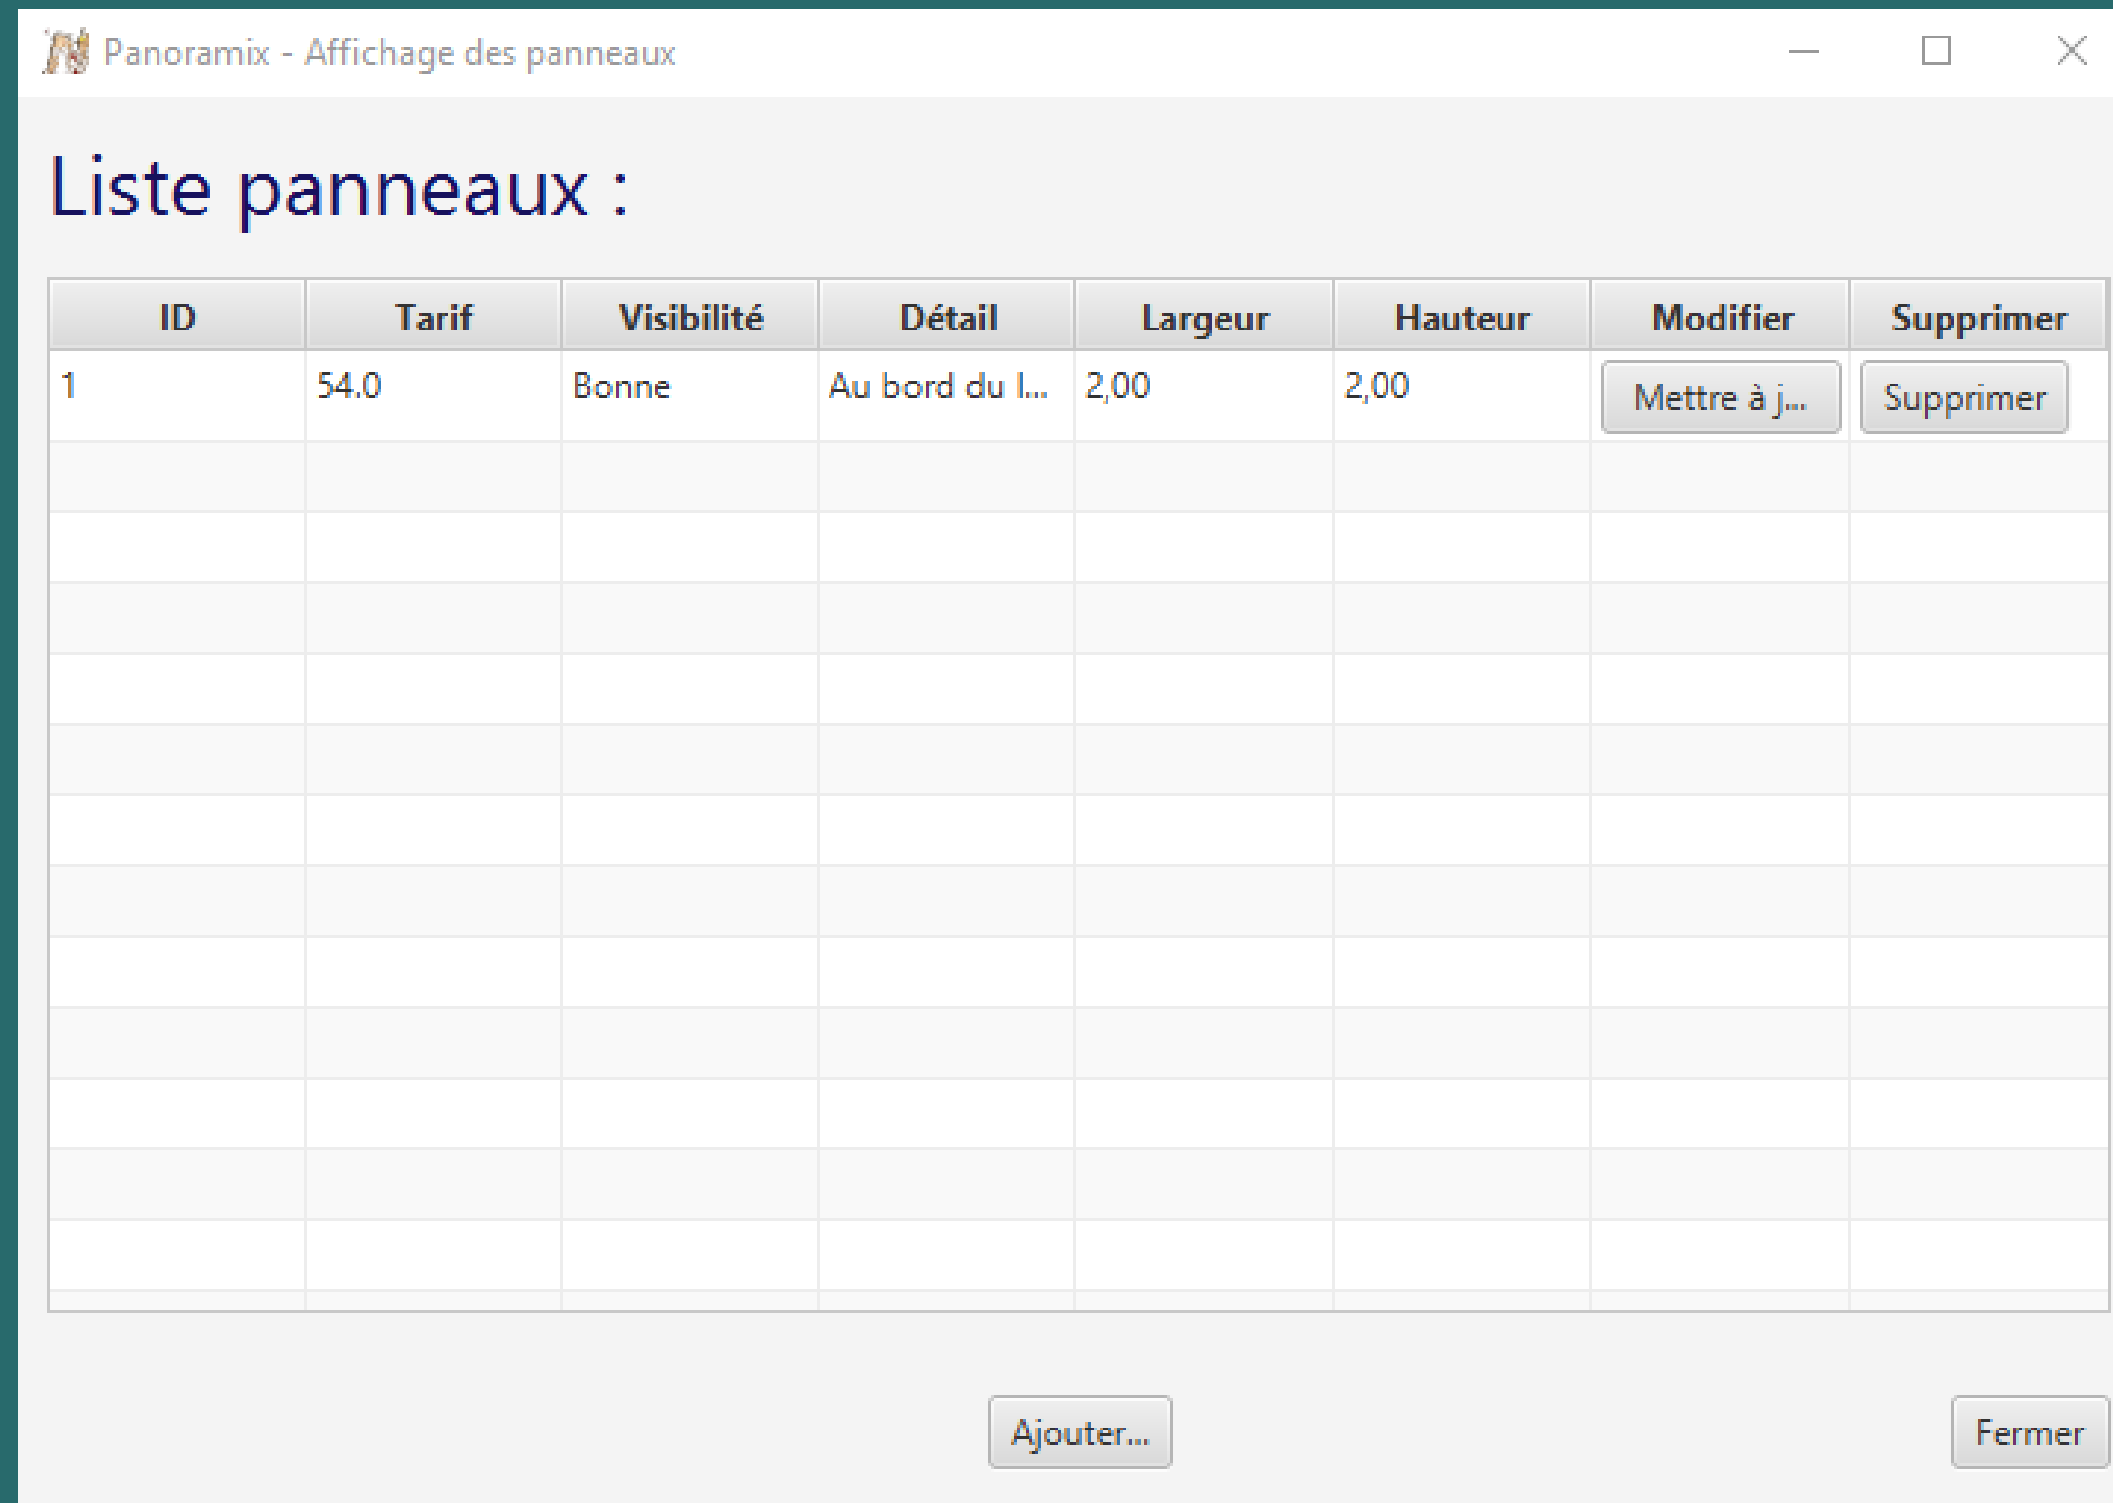 Panoramix - Affichage des panneaux
Liste panneaux :
ID Tarif Visibilité Détail Largeur Hauteur Modifier Supprimer
1 54.0 Bonne Au bord du l... 2,00 2,00 Mettre à j... Supprimer
Ajouter... Fermer